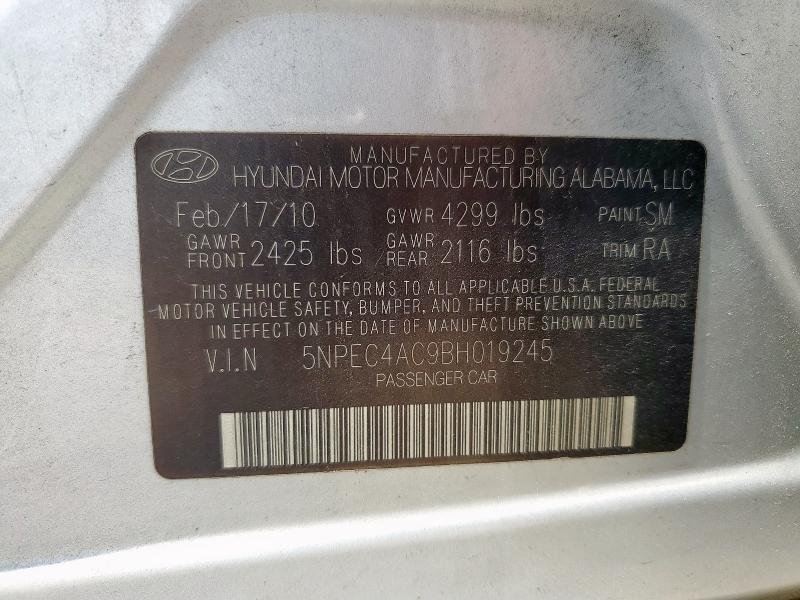 MANUFACTURED BY
HYUNDAI MOTOR MANUFACTURING ALABAMA, LLC
Feb/17/10 GVWR 4299 lbs PAINT SM
GAWR FRONT 2425 lbs GAWR REAR 2116 lbs TRIM RA
THIS VEHICLE CONFORMS TO ALL APPLICABLE U.S.A. FEDERAL
MOTOR VEHICLE SAFETY, BUMPER, AND THEFT PREVENTION STANDARDS
IN EFFECT ON THE DATE OF MANUFACTURE SHOWN ABOVE
V.I.N 5NPEC4AC9BH019245
PASSENGER CAR